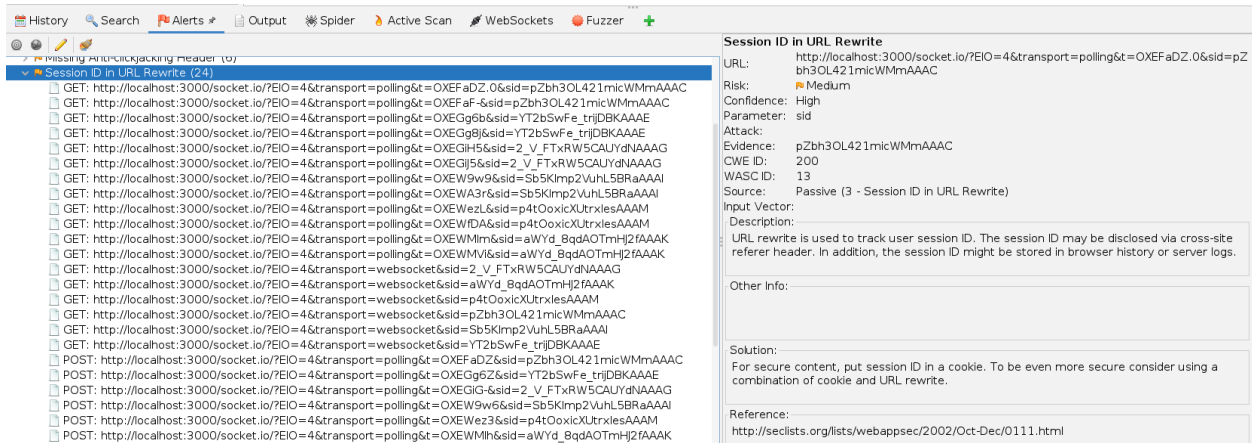 History Search Alerts Output Spider Active Scan WebSockets Fuzzer
Missing Anti-clickjacking Header (6)
Session ID in URL Rewrite (24)
GET: http://localhost:3000/socket.io/?EIO=4&transport=polling&t=OXEFaDZ.0&sid=pZbh3OL421micWMmAAAC
GET: http://localhost:3000/socket.io/?EIO=4&transport=polling&t=OXEFaF-&sid=pZbh3OL421micWMmAAAC
GET: http://localhost:3000/socket.io/?EIO=4&transport=polling&t=OXEGg6b&sid=YT2bSwFe_trijDBKAAAE
GET: http://localhost:3000/socket.io/?EIO=4&transport=polling&t=OXEGg8j&sid=YT2bSwFe_trijDBKAAAE
GET: http://localhost:3000/socket.io/?EIO=4&transport=polling&t=OXEGiH5&sid=2_V_FTxRW5CAUYdNAAAG
GET: http://localhost:3000/socket.io/?EIO=4&transport=polling&t=OXEGiJ5&sid=2_V_FTxRW5CAUYdNAAAG
GET: http://localhost:3000/socket.io/?EIO=4&transport=polling&t=OXEW9w9&sid=Sb5KImp2VuhL5BRaAAAI
GET: http://localhost:3000/socket.io/?EIO=4&transport=polling&t=OXEWA3r&sid=Sb5KImp2VuhL5BRaAAAI
GET: http://localhost:3000/socket.io/?EIO=4&transport=polling&t=OXEWezL&sid=p4tOoxicXUtrxIesAAAM
GET: http://localhost:3000/socket.io/?EIO=4&transport=polling&t=OXEWfDA&sid=p4tOoxicXUtrxIesAAAM
GET: http://localhost:3000/socket.io/?EIO=4&transport=polling&t=OXEWMIm&sid=aWYd_8qdAOTmHJ2fAAAK
GET: http://localhost:3000/socket.io/?EIO=4&transport=polling&t=OXEWMVi&sid=aWYd_8qdAOTmHJ2fAAAK
GET: http://localhost:3000/socket.io/?EIO=4&transport=websocket&sid=2_V_FTxRW5CAUYdNAAAG
GET: http://localhost:3000/socket.io/?EIO=4&transport=websocket&sid=aWYd_8qdAOTmHJ2fAAAK
GET: http://localhost:3000/socket.io/?EIO=4&transport=websocket&sid=p4tOoxicXUtrxIesAAAM
GET: http://localhost:3000/socket.io/?EIO=4&transport=websocket&sid=pZbh3OL421micWMmAAAC
GET: http://localhost:3000/socket.io/?EIO=4&transport=websocket&sid=Sb5KImp2VuhL5BRaAAAI
GET: http://localhost:3000/socket.io/?EIO=4&transport=websocket&sid=YT2bSwFe_trijDBKAAAE
POST: http://localhost:3000/socket.io/?EIO=4&transport=polling&t=OXEFaDZ&sid=pZbh3OL421micWMmAAAC
POST: http://localhost:3000/socket.io/?EIO=4&transport=polling&t=OXEGg6Z&sid=YT2bSwFe_trijDBKAAAE
POST: http://localhost:3000/socket.io/?EIO=4&transport=polling&t=OXEGiG-&sid=2_V_FTxRW5CAUYdNAAAG
POST: http://localhost:3000/socket.io/?EIO=4&transport=polling&t=OXEW9w6&sid=Sb5KImp2VuhL5BRaAAAI
POST: http://localhost:3000/socket.io/?EIO=4&transport=polling&t=OXEWez3&sid=p4tOoxicXUtrxIesAAAM
POST: http://localhost:3000/socket.io/?EIO=4&transport=polling&t=OXEWMIh&sid=aWYd_8qdAOTmHJ2fAAAK
Session ID in URL Rewrite
URL: http://localhost:3000/socket.io/?EIO=4&transport=polling&t=OXEFaDZ.0&sid=pZ
bh3OL421micWMmAAAC
Risk: Medium
Confidence: High
Parameter: sid
Attack:
Evidence: pZbh3OL421micWMmAAAC
CWE ID: 200
WASC ID: 13
Source: Passive (3 - Session ID in URL Rewrite)
Input Vector:
Description:
URL rewrite is used to track user session ID. The session ID may be disclosed via cross-site
referer header. In addition, the session ID might be stored in browser history or server logs.
Other Info:
Solution:
For secure content, put session ID in a cookie. To be even more secure consider using a
combination of cookie and URL rewrite.
Reference:
http://seclists.org/lists/webappsec/2002/Oct-Dec/0111.html